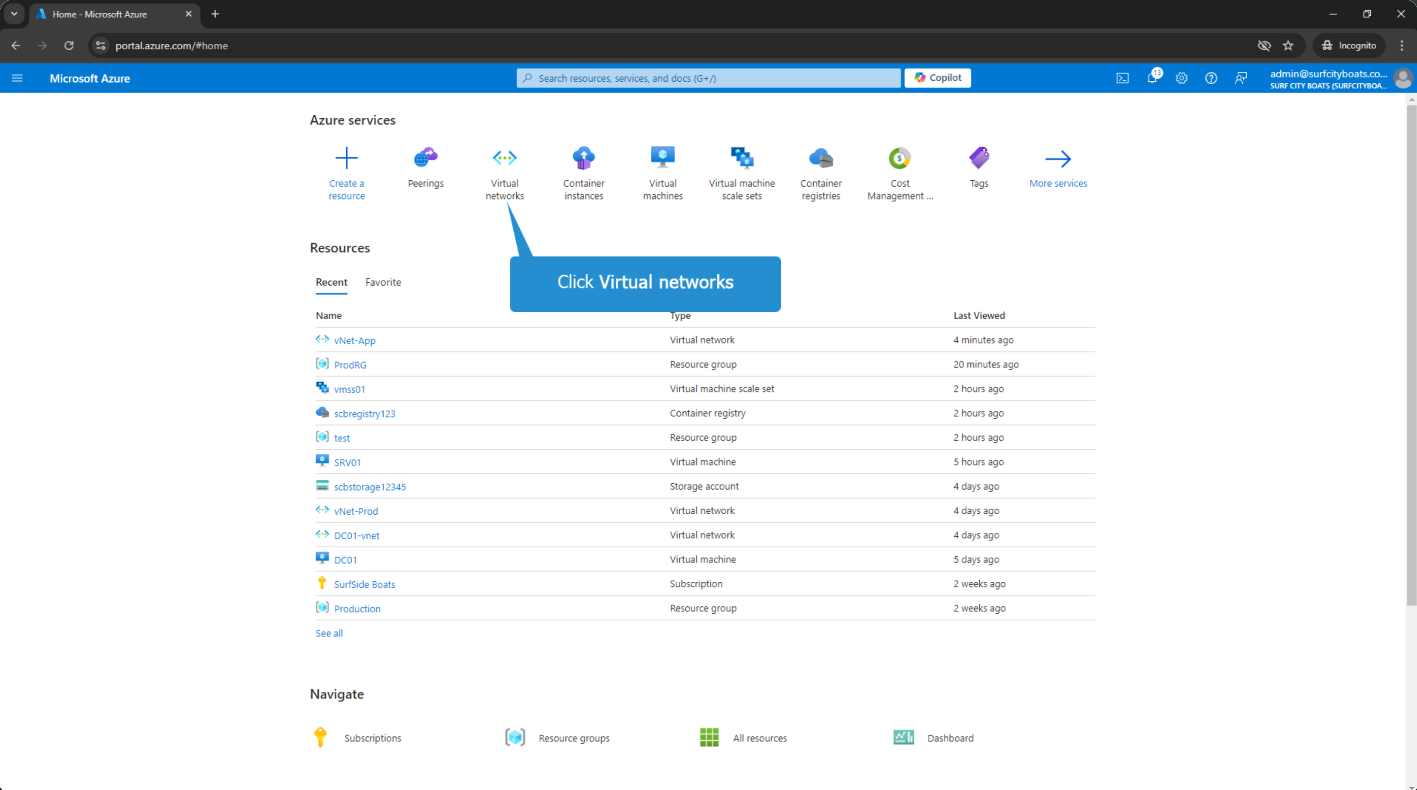 Home - Microsoft Azure
portal.azure.com/#home
Incognito
Microsoft Azure
Search resources, services, and docs (G+/)
Copilot
13
admin@surfcityboats.co...
SURF CITY BOATS (SURFCITYBOA...
Azure services
Create a
resource
Peerings
Virtual
networks
Container
instances
Virtual
machines
Virtual machine
scale sets
Container
registries
Cost
Management ...
Tags
More services
Resources
Click Virtual networks
Recent Favorite
Name Type Last Viewed
vNet-App Virtual network 4 minutes ago
ProdRG Resource group 20 minutes ago
vmss01 Virtual machine scale set 2 hours ago
scbregistry123 Container registry 2 hours ago
test Resource group 2 hours ago
SRV01 Virtual machine 5 hours ago
scbstorage12345 Storage account 4 days ago
vNet-Prod Virtual network 4 days ago
DC01-vnet Virtual network 4 days ago
DC01 Virtual machine 5 days ago
SurfSide Boats Subscription 2 weeks ago
Production Resource group 2 weeks ago
See all
Navigate
Subscriptions Resource groups All resources Dashboard